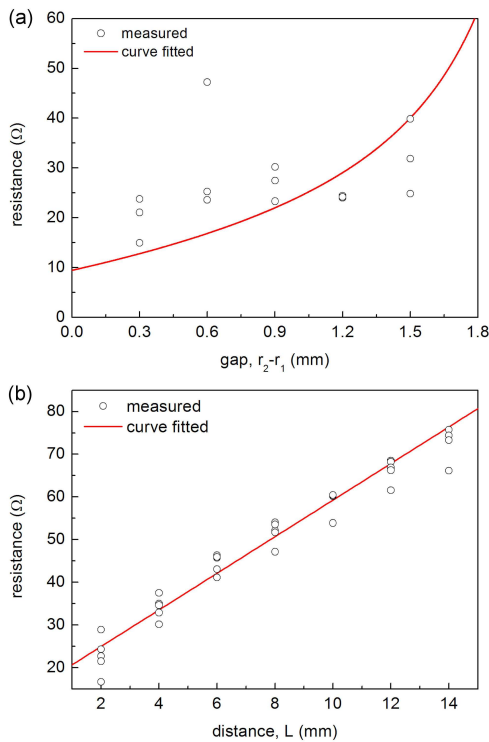 (a)
60
50
40
30
20
10
0
resistance (Ω)
measured
curve fitted
0.0 0.3 0.6 0.9 1.2 1.5 1.8
gap, r₂-r₁ (mm)
(b)
80
70
60
50
40
30
20
resistance (Ω)
measured
curve fitted
2 4 6 8 10 12 14
distance, L (mm)